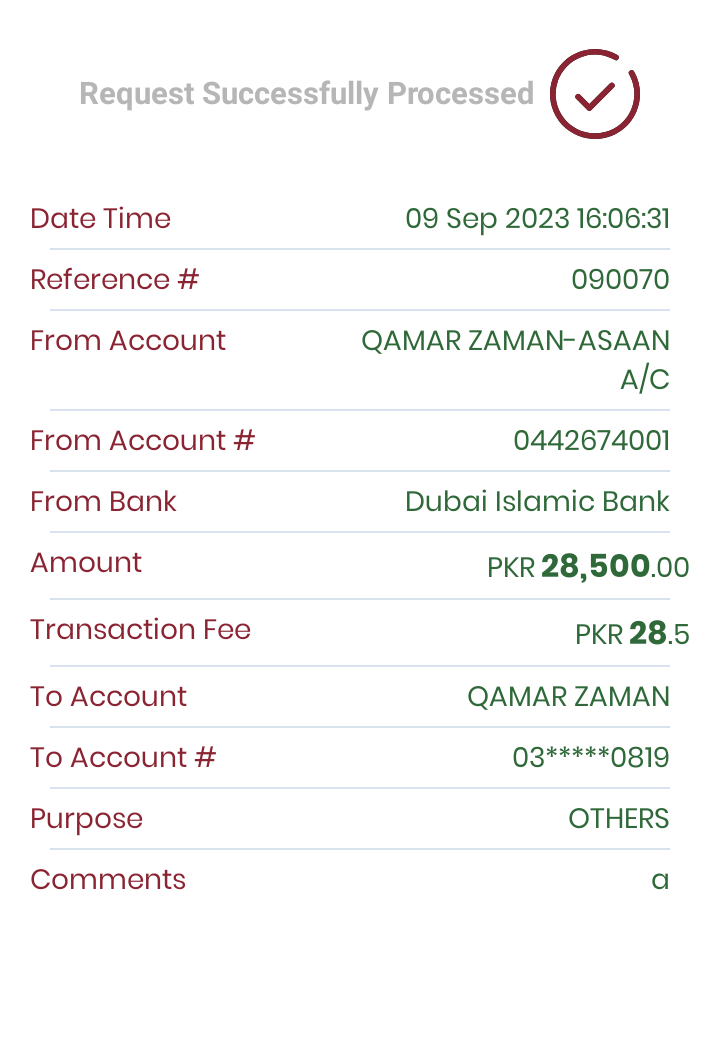 Request Successfully Processed
Date Time 09 Sep 2023 16:06:31
Reference # 090070
From Account QAMAR ZAMAN-ASAAN
A/C
From Account # 0442674001
From Bank Dubai Islamic Bank
Amount PKR 28,500.00
Transaction Fee PKR 28.5
To Account QAMAR ZAMAN
To Account # 03*****0819
Purpose OTHERS
Comments a